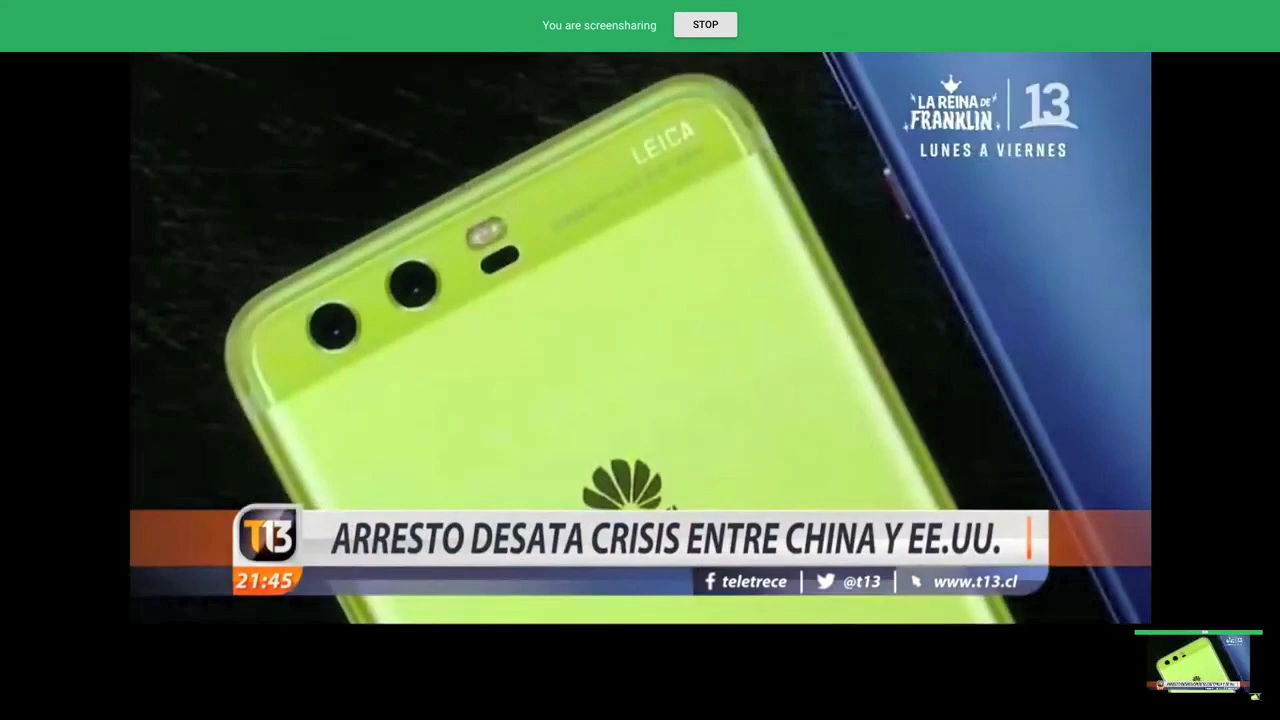 You are screensharing STOP
LA REINA DE
FRANKLIN
13
LUNES A VIERNES
LEICA
T13
ARRESTO DESATA CRISIS ENTRE CHINA Y EE.UU.
21:45
teletrece
@t13
www.t13.cl